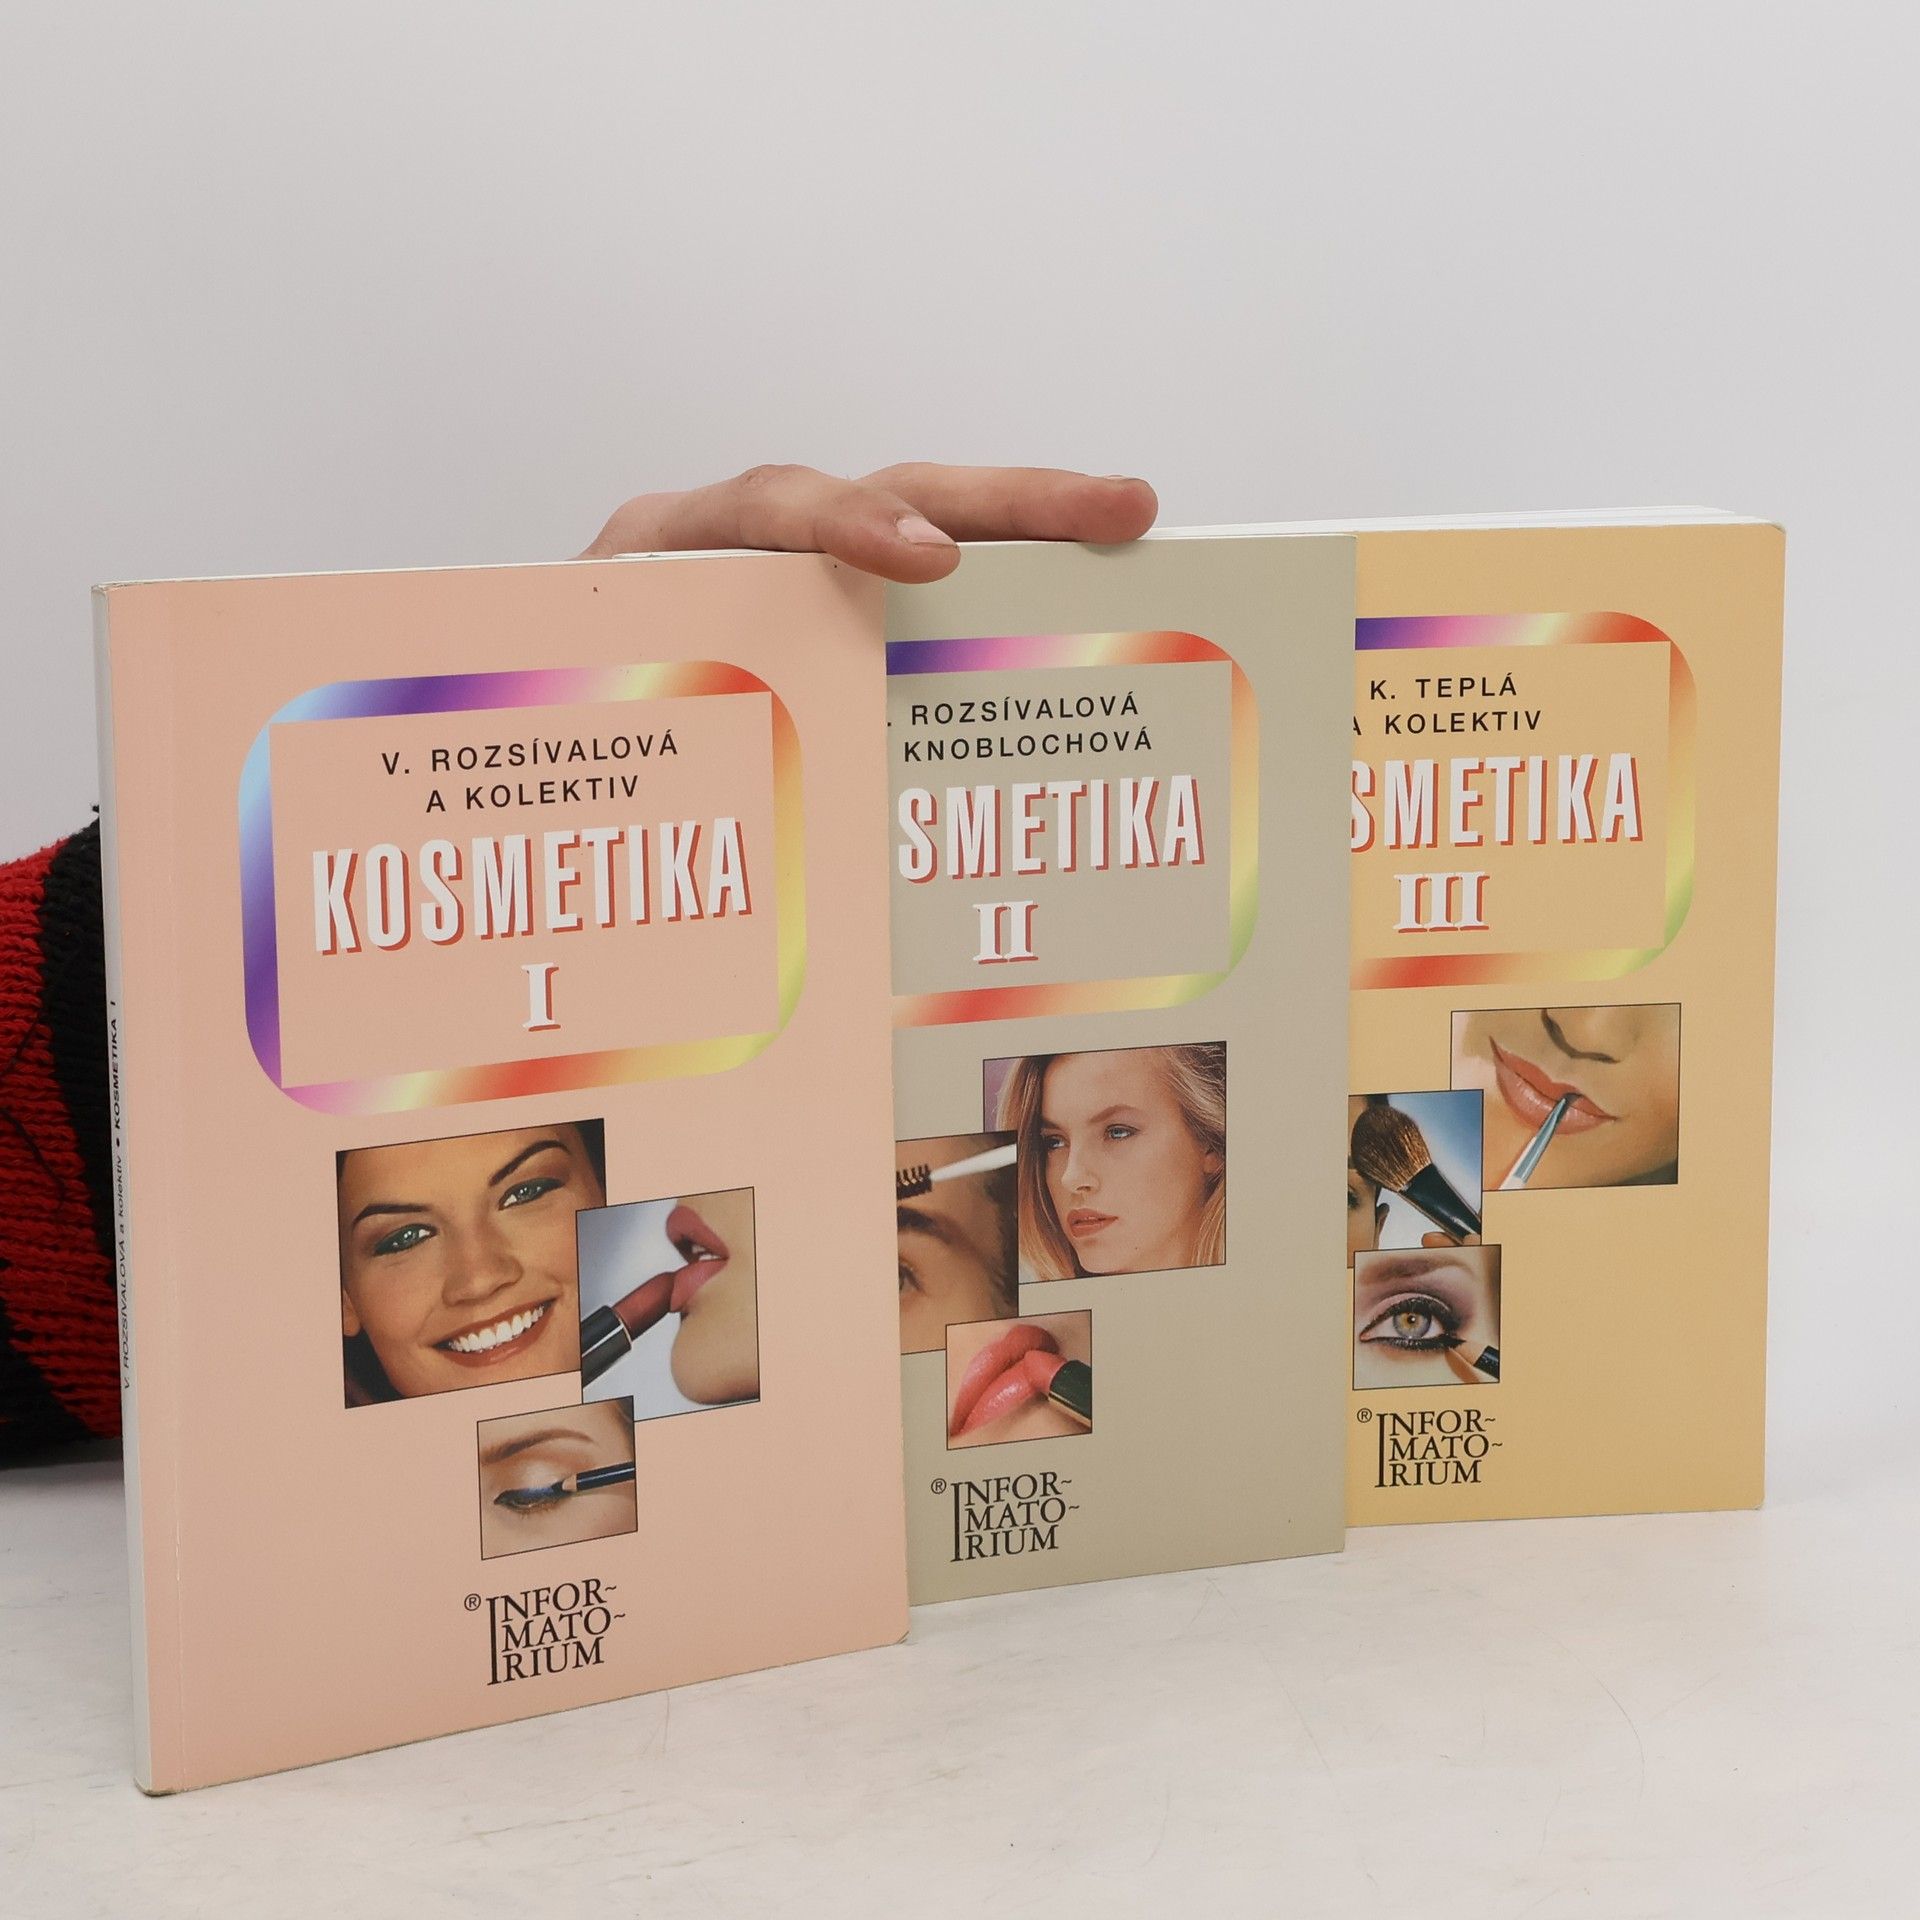 V. ROZSÍVALOVÁ
A KOLEKTIV
KOSMETIKA
I
® INFOR~
MATO~
RIUM
V. ROZSÍVALOVÁ a kolektiv • KOSMETIKA I
. ROZSÍVALOVÁ
KNOBLOCHOVÁ
SMETIKA
II
® INFOR~
MATO~
RIUM
K. TEPLÁ
A KOLEKTIV
SMETIKA
III
® INFOR~
MATO~
RIUM